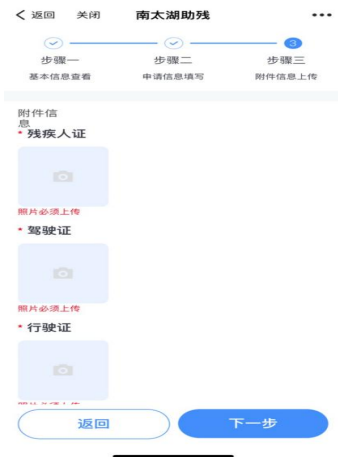 返回 关闭 南太湖助残
3
步骤一 步骤二 步骤三
基本信息查看 申请信息填写 附件信息上传
附件信
息
* 残疾人证
照片必须上传
* 驾驶证
照片必须上传
* 行驶证
返回 下一步